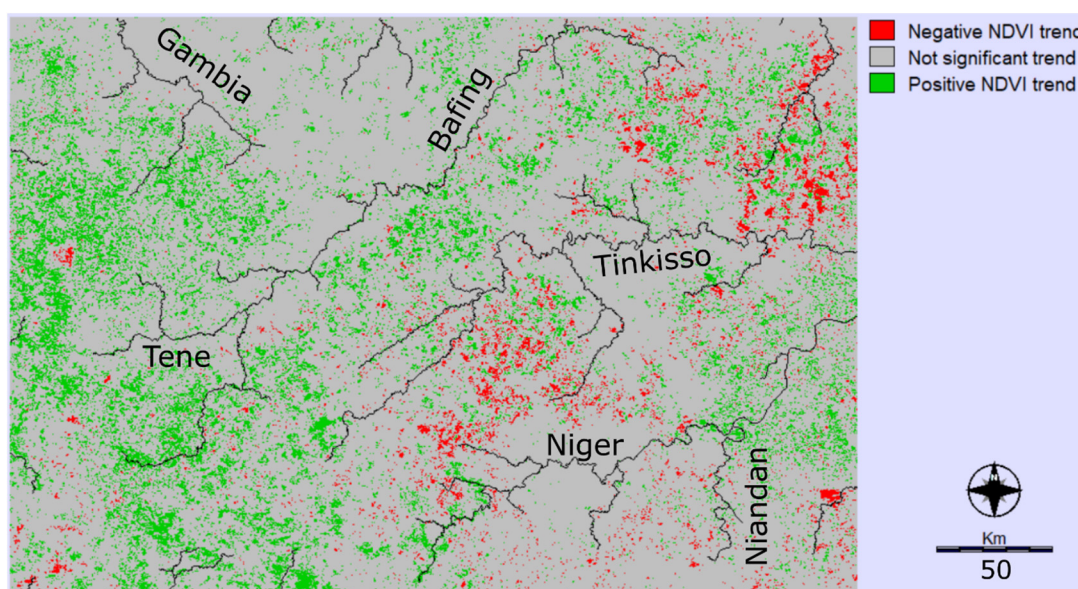 Gambia
Bafing
Tinkisso
Tene
Niger
Niandan
Negative NDVI trend
Not significant trend
Positive NDVI trend
Km
50